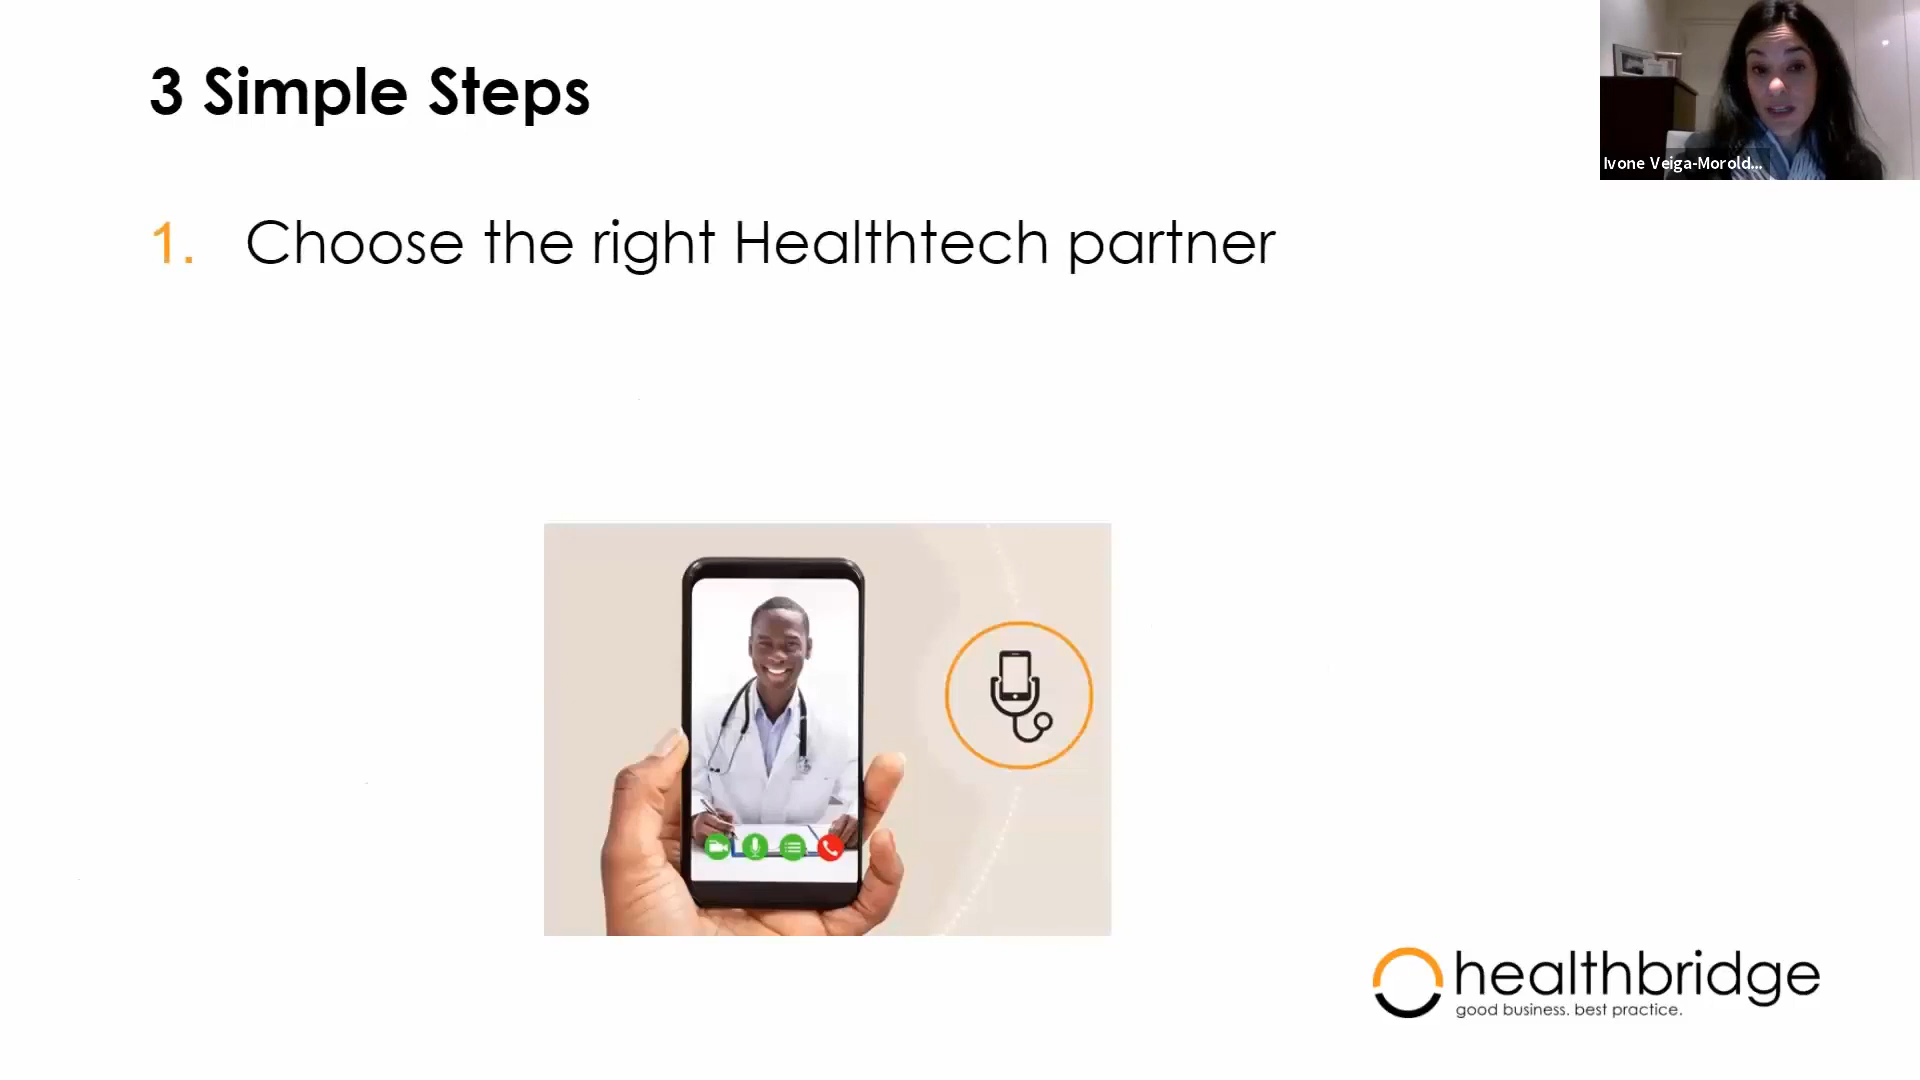 3 Simple Steps
Ivone Veiga-Morold...
1. Choose the right Healthtech partner
healthbridge
good business. best practice.